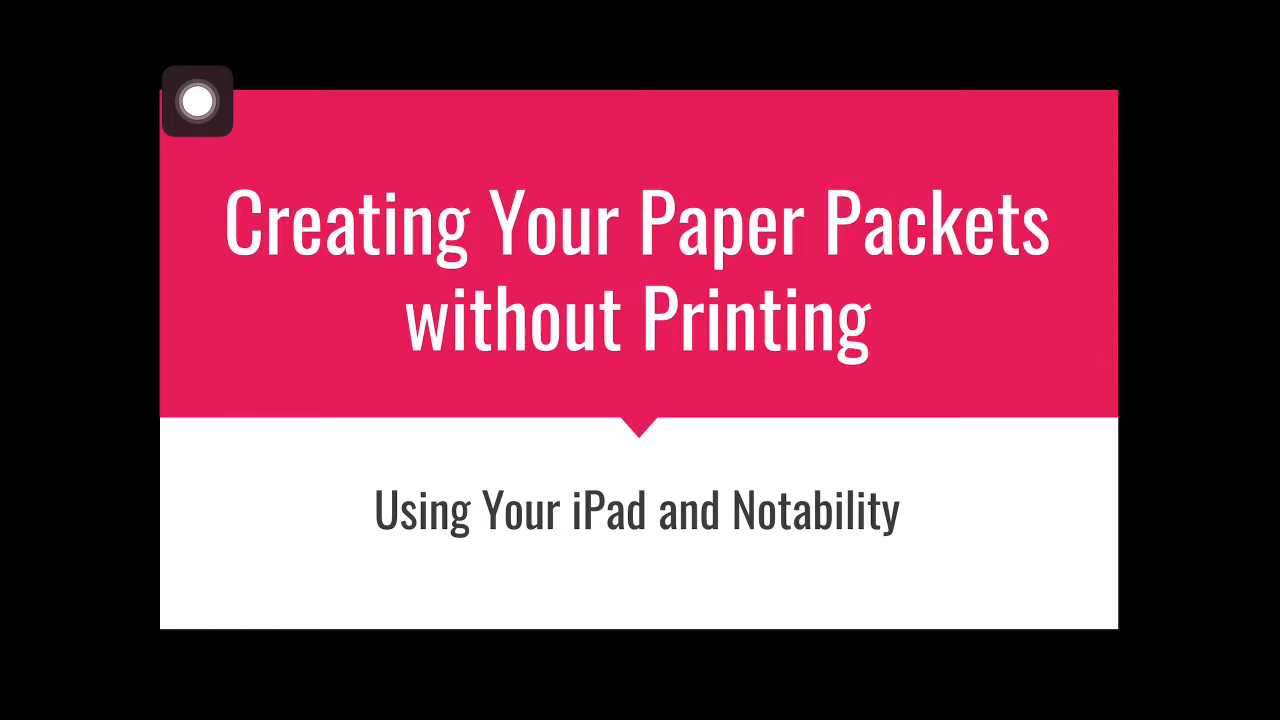 Creating Your Paper Packets
without Printing
Using Your iPad and Notability